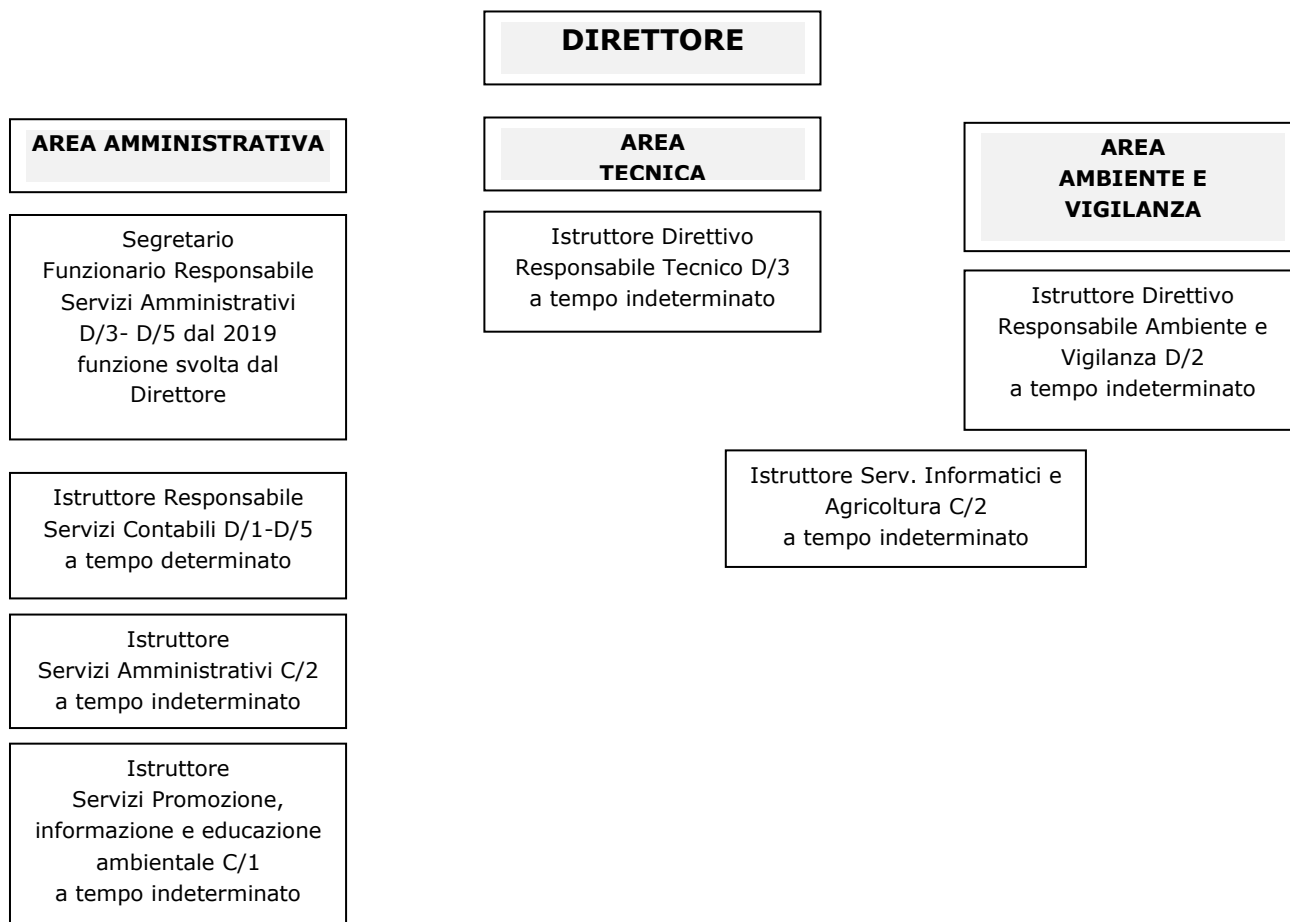 DIRETTORE
AREA AMMINISTRATIVA
Segretario
Funzionario Responsabile
Servizi Amministrativi
D/3- D/5 dal 2019
funzione svolta dal
Direttore
Istruttore Responsabile
Servizi Contabili D/1-D/5
a tempo determinato
Istruttore
Servizi Amministrativi C/2
a tempo indeterminato
Istruttore
Servizi Promozione,
informazione e educazione
ambientale C/1
a tempo indeterminato
AREA
TECNICA
Istruttore Direttivo
Responsabile Tecnico D/3
a tempo indeterminato
Istruttore Serv. Informatici e
Agricoltura C/2
a tempo indeterminato
AREA
AMBIENTE E
VIGILANZA
Istruttore Direttivo
Responsabile Ambiente e
Vigilanza D/2
a tempo indeterminato